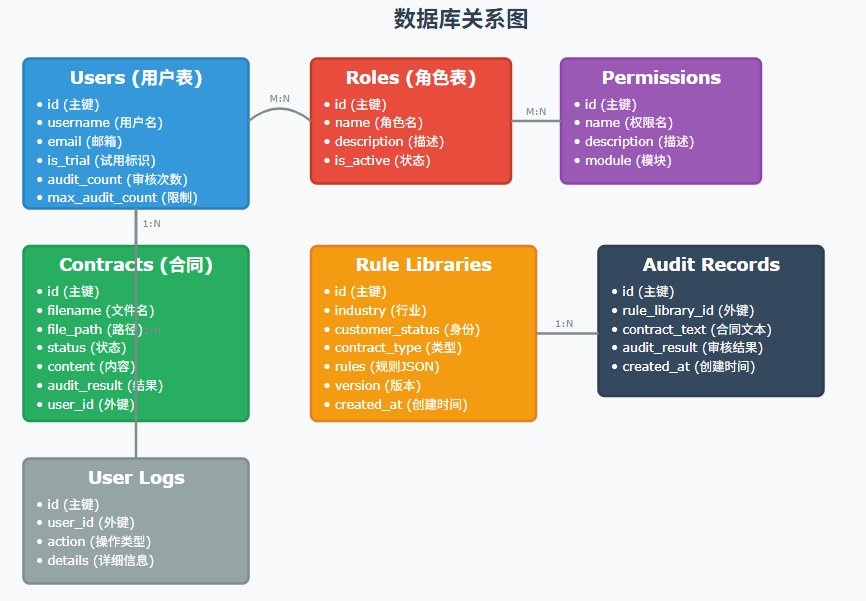 数据库关系图
Users (用户表)
• id (主键)
• username (用户名)
• email (邮箱)
• is_trial (试用标识)
• audit_count (审核次数)
• max_audit_count (限制)
M:N
Roles (角色表)
• id (主键)
• name (角色名)
• description (描述)
• is_active (状态)
M:N
Permissions
• id (主键)
• name (权限名)
• description (描述)
• module (模块)
1:N
Contracts (合同)
• id (主键)
• filename (文件名)
• file_path (路径)
1:N
• status (状态)
• content (内容)
• audit_result (结果)
• user_id (外键)
Rule Libraries
• id (主键)
• industry (行业)
• customer_status (身份)
• contract_type (类型)
• rules (规则JSON)
• version (版本)
• created_at (创建时间)
1:N
Audit Records
• id (主键)
• rule_library_id (外键)
• contract_text (合同文本)
• audit_result (审核结果)
• created_at (创建时间)
User Logs
• id (主键)
• user_id (外键)
• action (操作类型)
• details (详细信息)